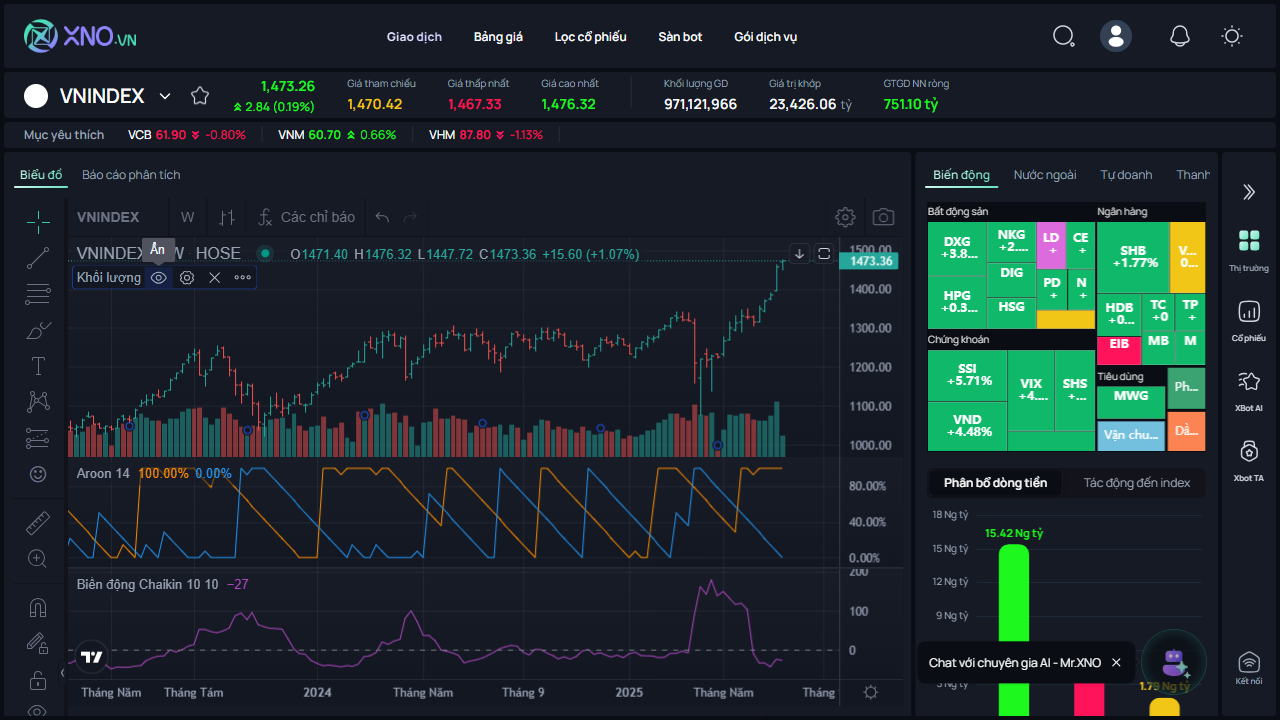 XNO.VN
Giao dịch
Bảng giá
Lọc cổ phiếu
Sàn bot
Gói dịch vụ
VNINDEX
1,473.26
2.84 (0.19%)
Giá tham chiếu
1,470.42
Giá thấp nhất
1,467.33
Giá cao nhất
1,476.32
Khối lượng GD
971,121,966
Giá trị khớp
23,426.06 tỷ
GTGD NN ròng
751.10 tỷ
Mục yêu thích
VCB 61.90 -0.80%
VNM 60.70 0.66%
VHM 87.80 -1.13%
Biểu đồ
Báo cáo phân tích
VNINDEX
W
Các chỉ báo
VNINDEX
W
HOSE
Ẩn
O1471.40 H1476.32 L1447.72 C1473.36 +15.60 (+1.07%)
Khối lượng
1500.00
1473.36
1400.00
1300.00
1200.00
1100.00
1000.00
Aroon 14 100.00% 0.00%
80.00%
40.00%
0.00%
Biên động Chaikin 10 10 −27
200
100
0
Tháng Năm
Tháng Tám
2024
Tháng Năm
Tháng 9
2025
Tháng Năm
Tháng
Biến động
Nước ngoài
Tự doanh
Thanh
Bất động sản
DXG
+3.8...
NKG
+2....
LD
+
CE
+
HPG
+0.3...
DIG
HSG
PD
+
N
+
Ngân hàng
SHB
+1.77%
V...
0...
HDB
+0...
TC
+0
TP
+
EIB
MB
M
Chứng khoán
SSI
+5.71%
VND
+4.48%
VIX
+4....
SHS
+...
Tiêu dùng
MWG
Ph...
Vận chu...
Dầ...
Phân bổ dòng tiền
Tác động đến index
18 Ng tỷ
15 Ng tỷ
12 Ng tỷ
9 Ng tỷ
15.42 Ng tỷ
1.79 Ng tỷ
Chat với chuyên gia AI - Mr.XNO
Thị trường
Cổ phiếu
XBot AI
Xbot TA
Kết nối